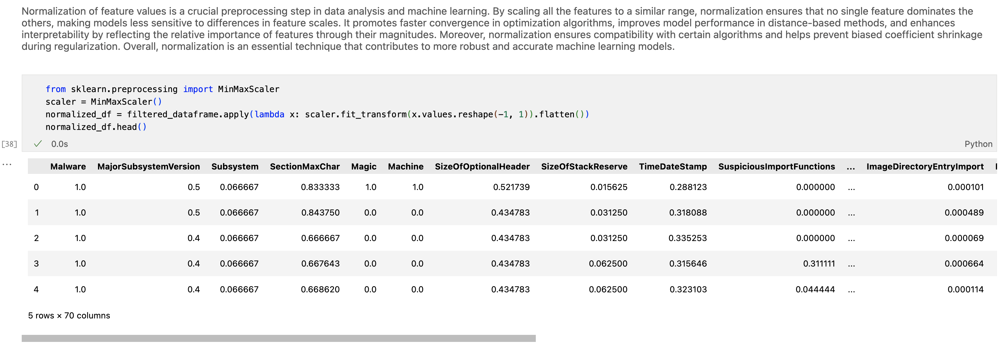 Normalization of feature values is a crucial preprocessing step in data analysis and machine learning. By scaling all the features to a similar range, normalization ensures that no single feature dominates the
others, making models less sensitive to differences in feature scales. It promotes faster convergence in optimization algorithms, improves model performance in distance-based methods, and enhances
interpretability by reflecting the relative importance of features through their magnitudes. Moreover, normalization ensures compatibility with certain algorithms and helps prevent biased coefficient shrinkage
during regularization. Overall, normalization is an essential technique that contributes to more robust and accurate machine learning models.
from sklearn.preprocessing import MinMaxScaler
scaler = MinMaxScaler()
normalized_df = filtered_dataframe.apply(lambda x: scaler.fit_transform(x.values.reshape(-1, 1)).flatten())
normalized_df.head()
[38] ✓ 0.0s Python
... Malware MajorSubsystemVersion Subsystem SectionMaxChar Magic Machine SizeOfOptionalHeader SizeOfStackReserve TimeDateStamp SuspiciousImportFunctions ... ImageDirectoryEntryImport
0 1.0 0.5 0.066667 0.833333 1.0 1.0 0.521739 0.015625 0.288123 0.000000 ... 0.000101
1 1.0 0.5 0.066667 0.843750 0.0 0.0 0.434783 0.031250 0.318088 0.000000 ... 0.000489
2 1.0 0.4 0.066667 0.666667 0.0 0.0 0.434783 0.031250 0.335253 0.000000 ... 0.000069
3 1.0 0.4 0.066667 0.667643 0.0 0.0 0.434783 0.062500 0.315646 0.311111 ... 0.000664
4 1.0 0.4 0.066667 0.668620 0.0 0.0 0.434783 0.062500 0.323103 0.044444 ... 0.000114
5 rows × 70 columns